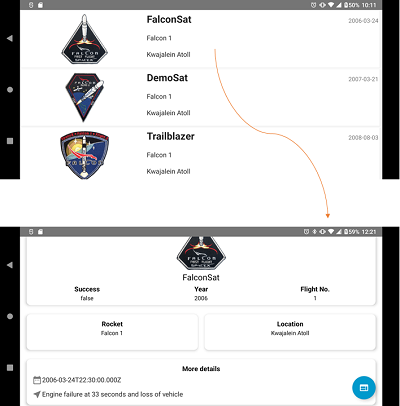 50% 10:11
FalconSat
2006-03-24
Falcon 1
Kwajalein Atoll
DemoSat
2007-03-21
Falcon 1
Kwajalein Atoll
Trailblazer
2008-08-03
Falcon 1
Kwajalein Atoll
59% 12:21
FalconSat
Success Year Flight No.
false 2006 1
Rocket Location
Falcon 1 Kwajalein Atoll
More details
2006-03-24T22:30:00.000Z
Engine failure at 33 seconds and loss of vehicle